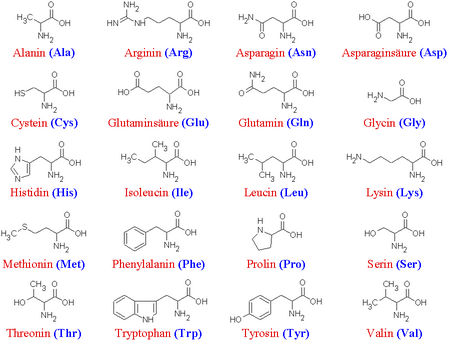 Alanin (Ala) Arginin (Arg) Asparagin (Asn) Asparaginsäure (Asp)
Cystein (Cys) Glutaminsäure (Glu) Glutamin (Gln) Glycin (Gly)
Histidin (His) Isoleucin (Ile) Leucin (Leu) Lysin (Lys)
Methionin (Met) Phenylalanin (Phe) Prolin (Pro) Serin (Ser)
Threonin (Thr) Tryptophan (Trp) Tyrosin (Tyr) Valin (Val)